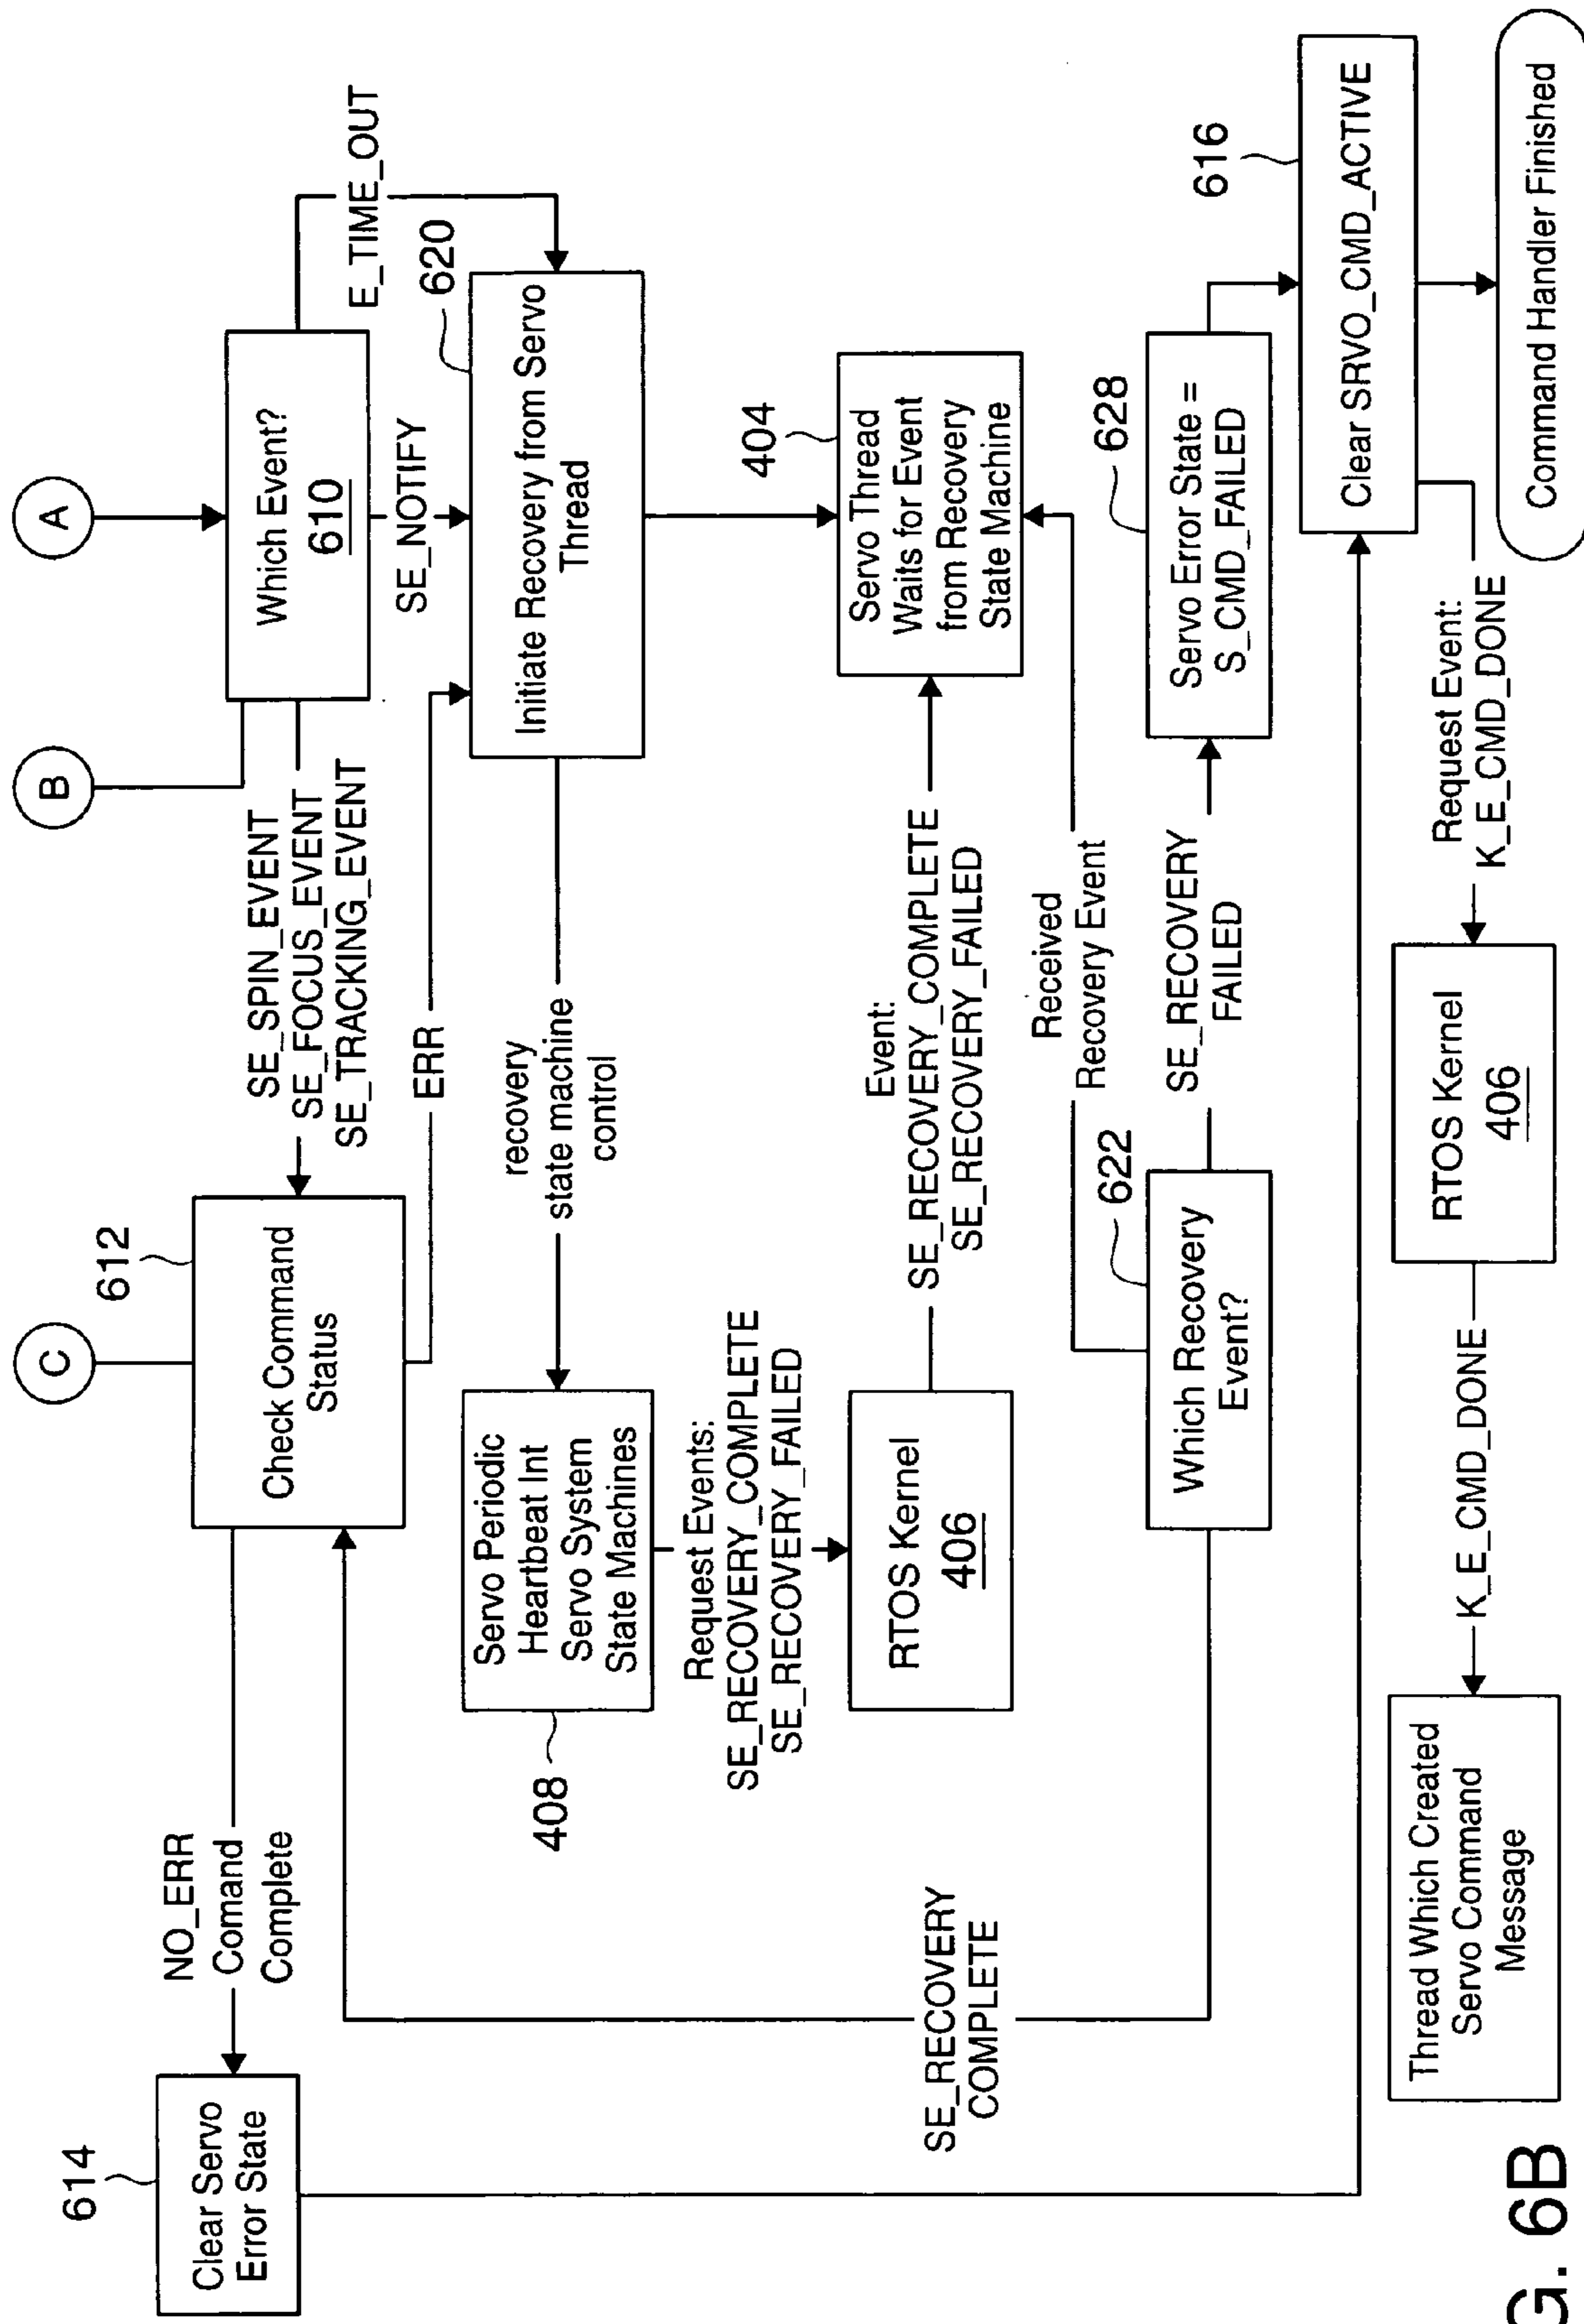 A
B
C
Which Event?
610
E_TIME_OUT
SE_NOTIFY
SE_SPIN_EVENT
SE_FOCUS_EVENT
SE_TRACKING_EVENT
612
Check Command
Status
NO_ERR
Comand
Complete
614
Clear Servo
Error State
ERR
620
Initiate Recovery from Servo
Thread
recovery
state machine
control
Servo Periodic
Heartbeat Int
Servo System
State Machines
408
Request Events:
SE_RECOVERY_COMPLETE
SE_RECOVERY_FAILED
RTOS Kernel
406
Event:
SE_RECOVERY_COMPLETE
SE_RECOVERY_FAILED
404
Servo Thread
Waits for Event
from Recovery
State Machine
Received
Recovery Event
622
Which Recovery
Event?
SE_RECOVERY
COMPLETE
SE_RECOVERY
FAILED
628
Servo Error State =
S_CMD_FAILED
616
Clear SRVO_CMD_ACTIVE
Request Event:
K_E_CMD_DONE
RTOS Kernel
406
K_E_CMD_DONE
Thread Which Created
Servo Command
Message
Command Handler Finished
G. 6B